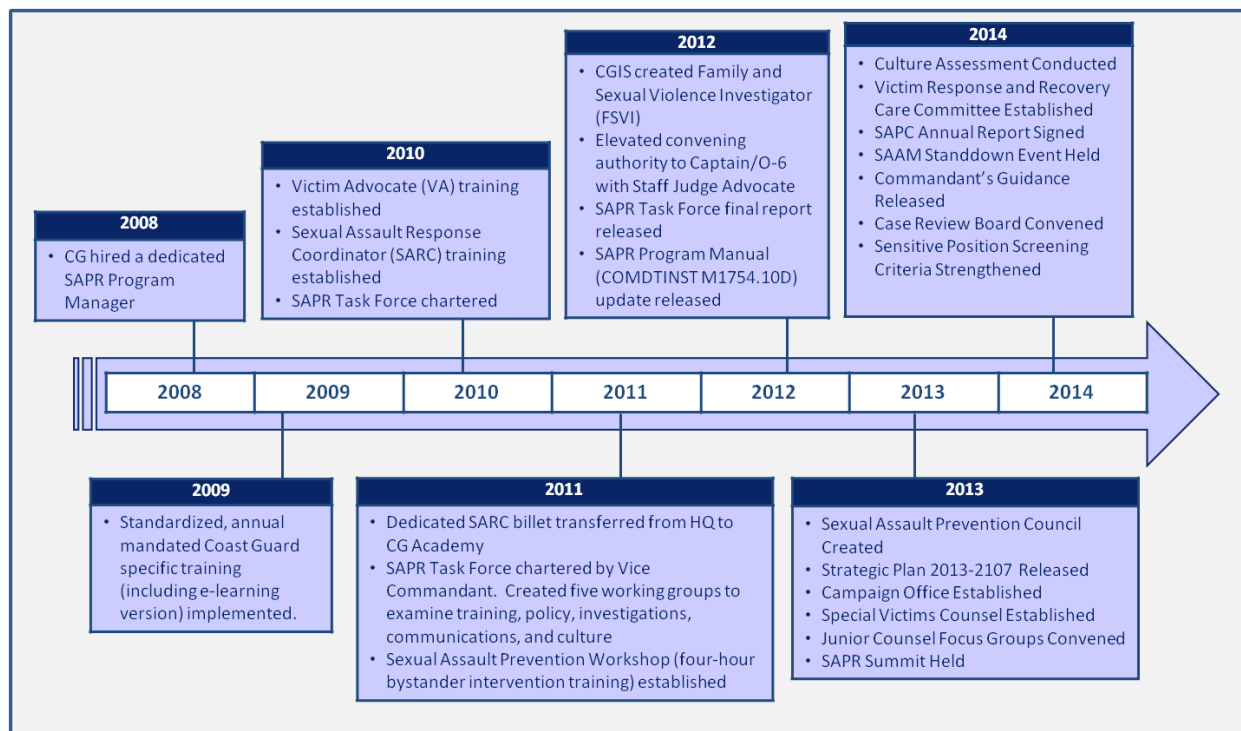 2008
• CG hired a dedicated
SAPR Program
Manager
2010
• Victim Advocate (VA) training
established
• Sexual Assault Response
Coordinator (SARC) training
established
• SAPR Task Force chartered
2012
• CGIS created Family and
Sexual Violence Investigator
(FSVI)
• Elevated convening
authority to Captain/O-6
with Staff Judge Advocate
• SAPR Task Force final report
released
• SAPR Program Manual
(COMDTINST M1754.10D)
update released
2014
• Culture Assessment Conducted
• Victim Response and Recovery
Care Committee Established
• SAPC Annual Report Signed
• SAAM Standdown Event Held
• Commandant's Guidance
Released
• Case Review Board Convened
• Sensitive Position Screening
Criteria Strengthened
2008 2009 2010 2011 2012 2013 2014
2009
• Standardized, annual
mandated Coast Guard
specific training
(including e-learning
version) implemented.
2011
• Dedicated SARC billet transferred from HQ to
CG Academy
• SAPR Task Force chartered by Vice
Commandant. Created five working groups to
examine training, policy, investigations,
communications, and culture
• Sexual Assault Prevention Workshop (four-hour
bystander intervention training) established
2013
• Sexual Assault Prevention Council
Created
• Strategic Plan 2013-2107 Released
• Campaign Office Established
• Special Victims Counsel Established
• Junior Counsel Focus Groups Convened
• SAPR Summit Held